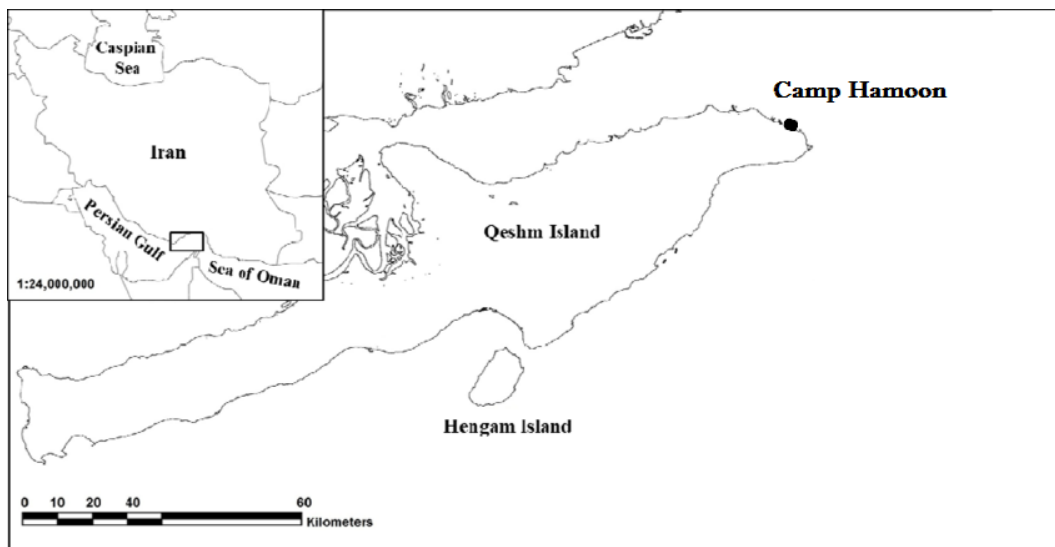 Caspian
Sea
Iran
Persian Gulf
Sea of Oman
1:24,000,000
Camp Hamoon
Qeshm Island
Hengam Island
0 10 20 40 60
Kilometers